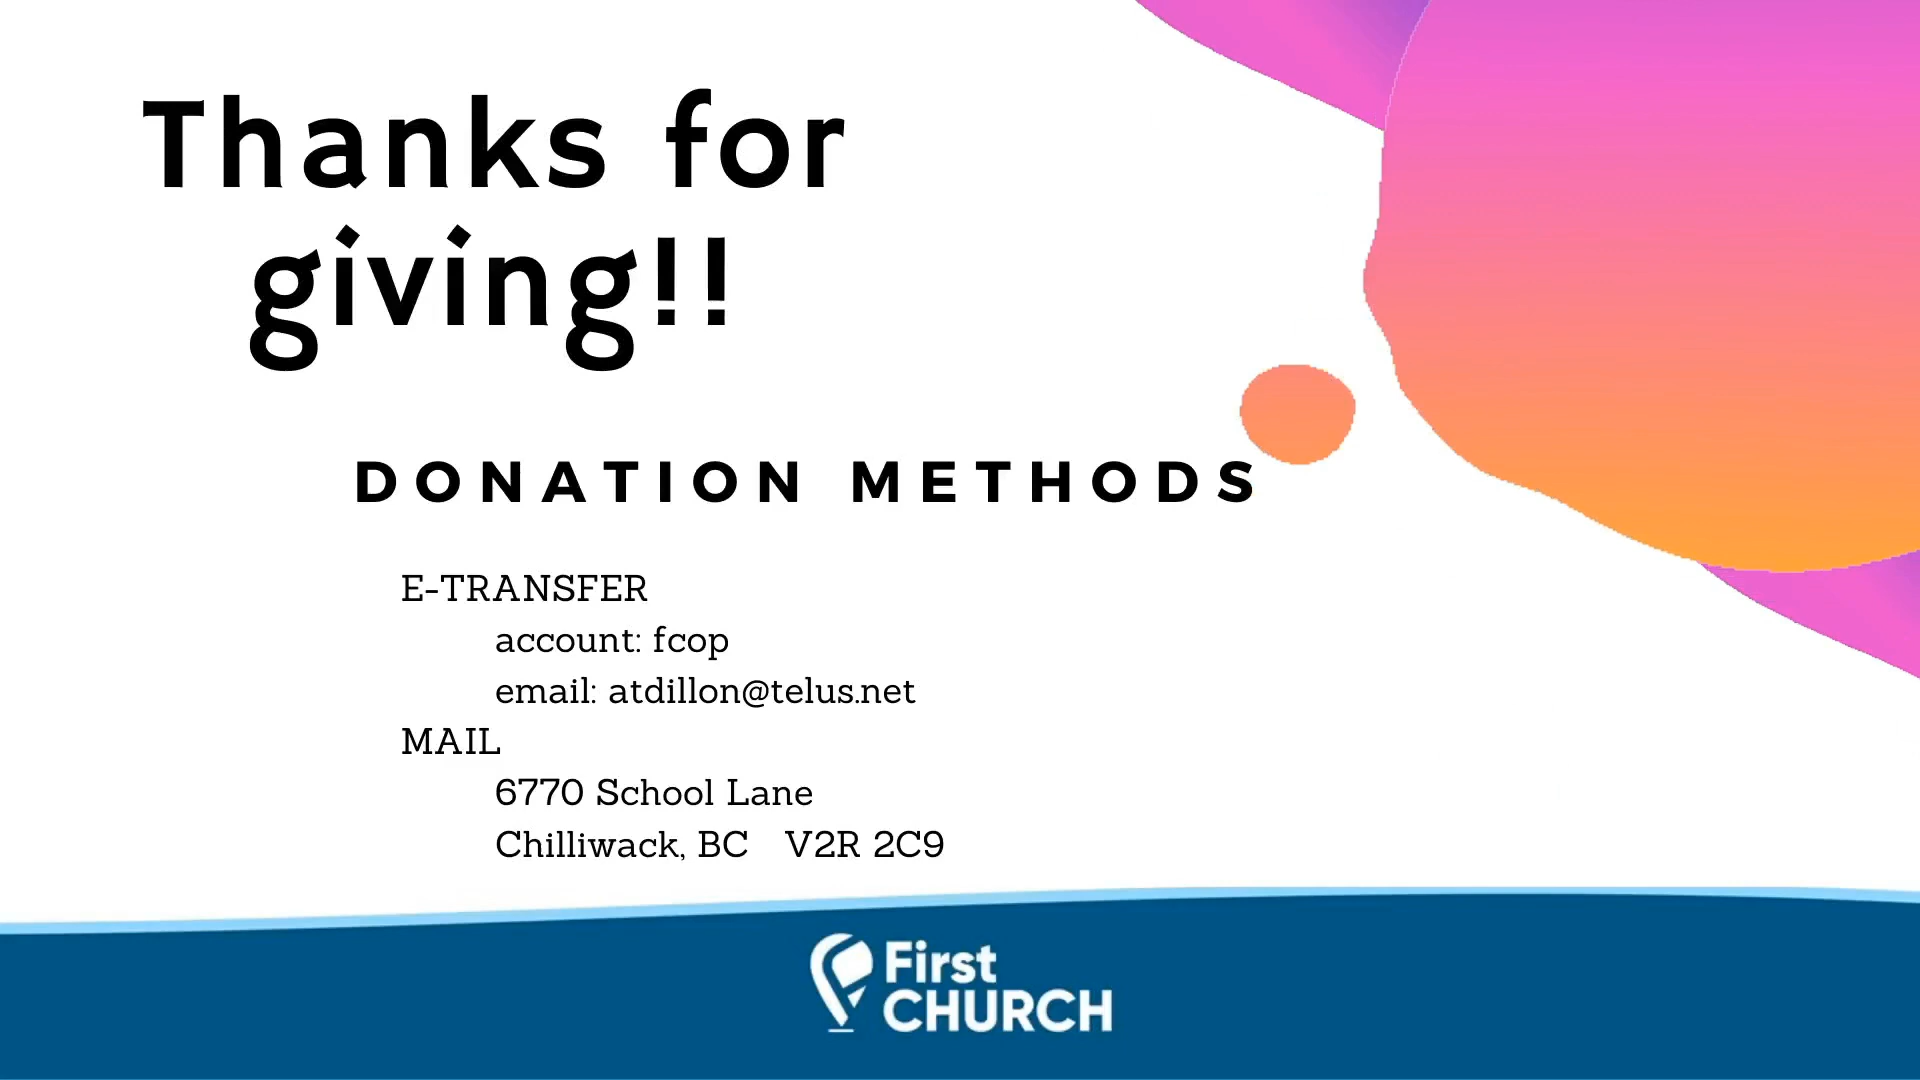 Thanks for
giving!!
DONATION METHODS
E-TRANSFER
account: fcop
email: atdillon@telus.net
MAIL
6770 School Lane
Chilliwack, BC V2R 2C9
First
CHURCH